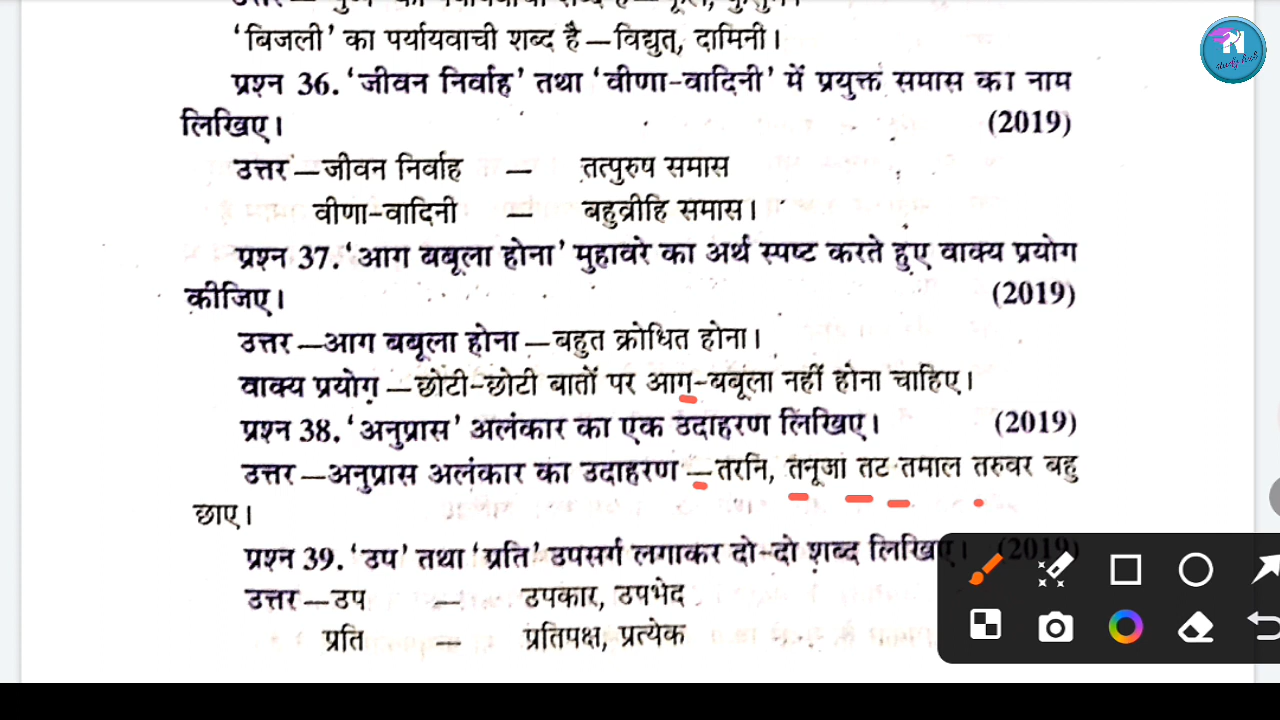 'बिजली' का पर्यायवाची शब्द है—विद्युत्, दामिनी।
प्रश्न 36. 'जीवन निर्वाह' तथा 'वीणा-वादिनी' में प्रयुक्त समास का नाम
लिखिए। (2019)
उत्तर—जीवन निर्वाह — तत्पुरुष समास
वीणा-वादिनी — बहुव्रीहि समास।
प्रश्न 37. 'आग बबूला होना' मुहावरे का अर्थ स्पष्ट करते हुए वाक्य प्रयोग
कीजिए। (2019)
उत्तर—आग बबूला होना—बहुत क्रोधित होना।
वाक्य प्रयोग—छोटी-छोटी बातों पर आग-बबूला नहीं होना चाहिए।
प्रश्न 38. 'अनुप्रास' अलंकार का एक उदाहरण लिखिए। (2019)
उत्तर—अनुप्रास अलंकार का उदाहरण—तरनि, तनूजा तट तमाल तरुवर बहु
छाए।
प्रश्न 39. 'उप' तथा 'प्रति' उपसर्ग लगाकर दो-दो शब्द लिखिए। (2019)
उत्तर—उप — उपकार, उपभेद
प्रति — प्रतिपक्ष, प्रत्येक
N
study hub